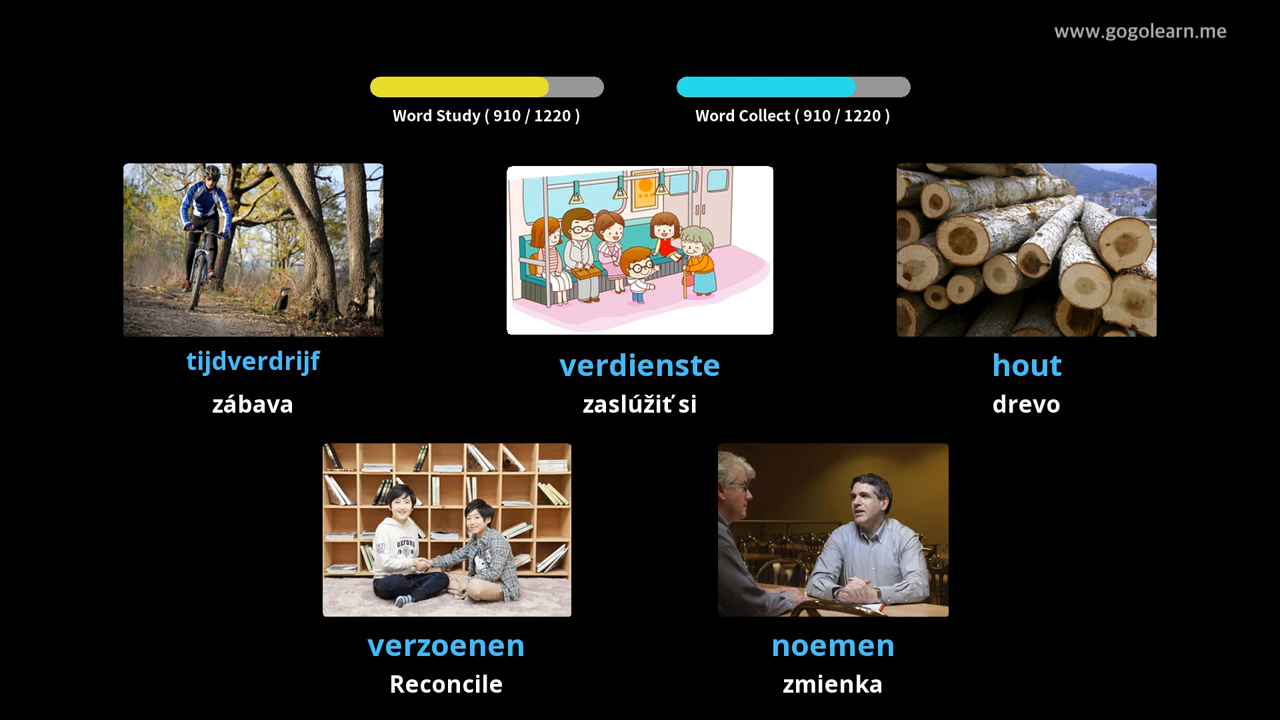 www.gogolearn.me
Word Study ( 910 / 1220 )
Word Collect ( 910 / 1220 )
tijdverdrijf
zábava
verdienste
zaslúžiť si
hout
drevo
OXFORD
verzoenen
Reconcile
noemen
zmienka